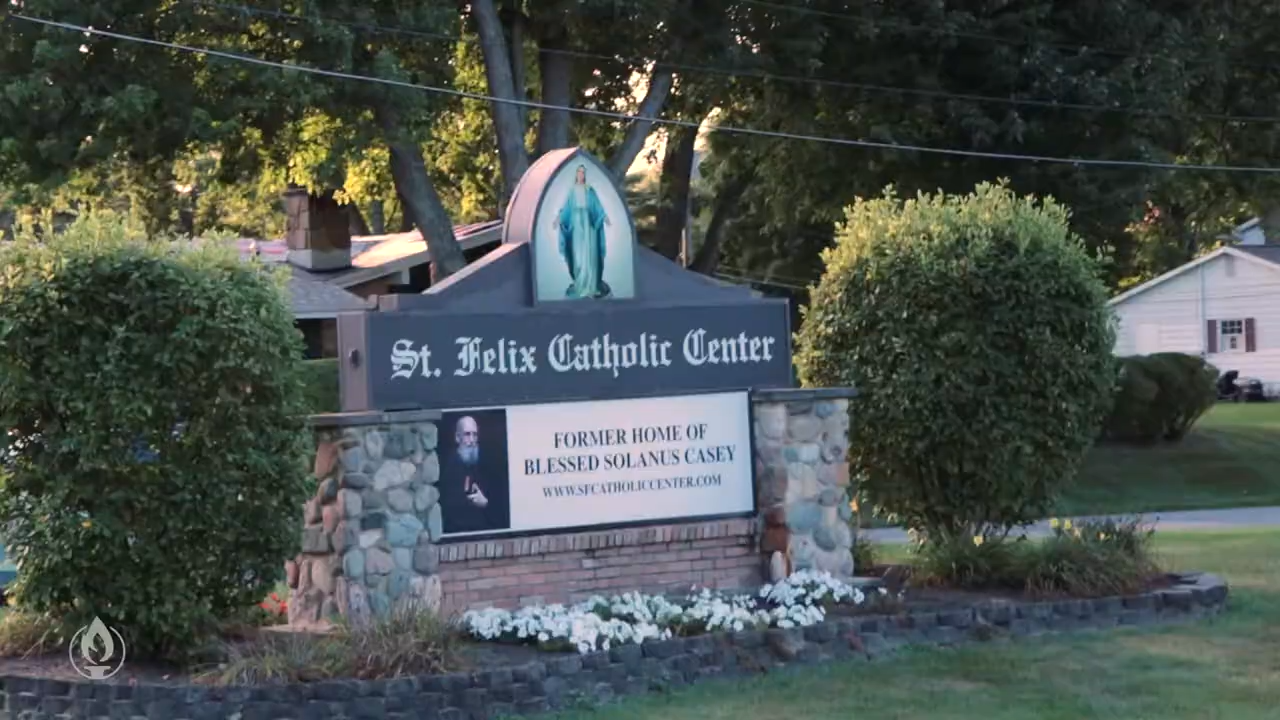 St. Felix Catholic Center
FORMER HOME OF
BLESSED SOLANUS CASEY
WWW.SFCATHOLICCENTER.COM